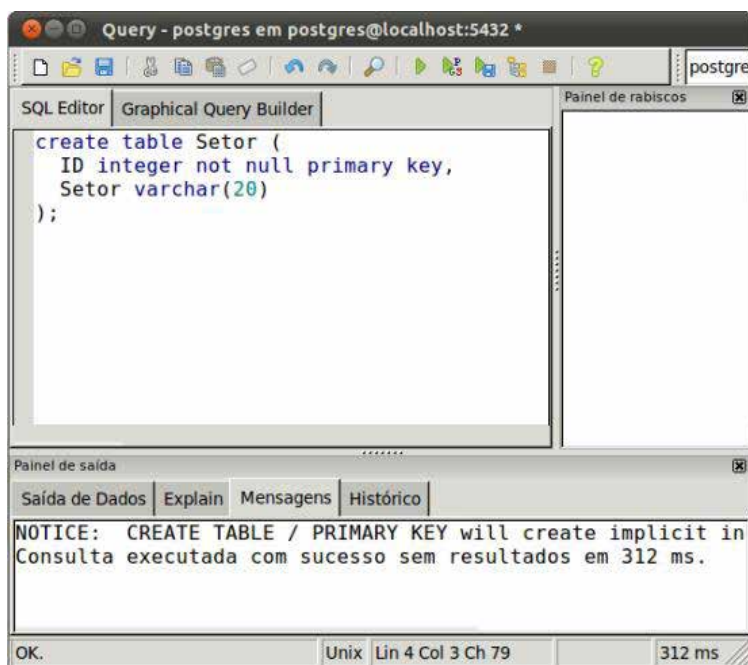 Query - postgres em postgres@localhost:5432 *
postgre
SQL Editor
Graphical Query Builder
Painel de rabiscos
create table Setor (
ID integer not null primary key,
Setor varchar(20)
);
Painel de saída
Saída de Dados
Explain
Mensagens
Histórico
NOTICE: CREATE TABLE / PRIMARY KEY will create implicit in
Consulta executada com sucesso sem resultados em 312 ms.
OK.
Unix
Lin 4 Col 3 Ch 79
312 ms